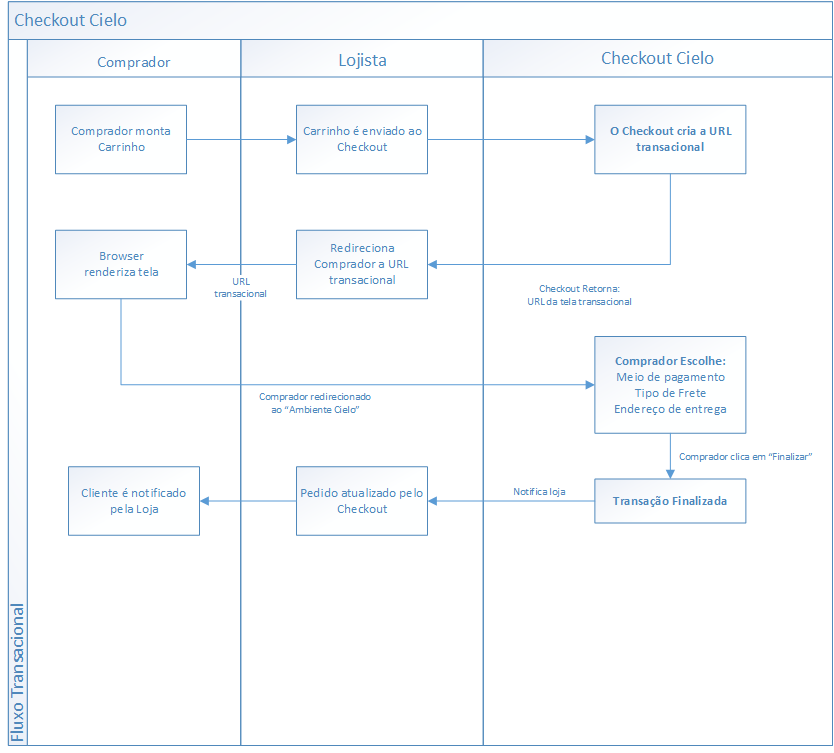 Checkout Cielo
Comprador
Lojista
Checkout Cielo
Comprador monta
Carrinho
Carrinho é enviado ao
Checkout
O Checkout cria a URL
transacional
Browser
renderiza tela
URL
transacional
Redireciona
Comprador a URL
transacional
Checkout Retorna:
URL da tela transacional
Comprador redirecionado
ao “Ambiente Cielo”
Comprador Escolhe:
Meio de pagamento
Tipo de Frete
Endereço de entrega
Comprador clica em “Finalizar”
Cliente é notificado
pela Loja
Pedido atualizado pelo
Checkout
Notifica loja
Transação Finalizada
Fluxo Transacional